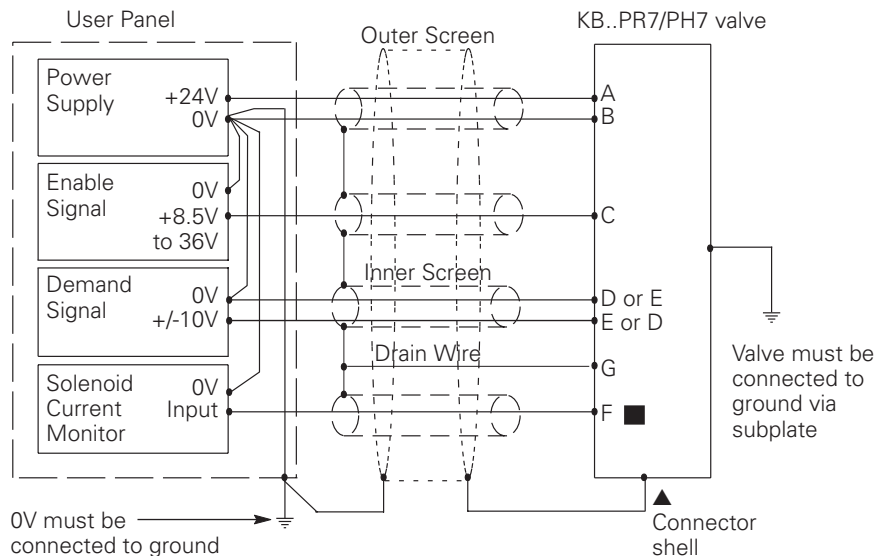 User Panel
Outer Screen
KB..PR7/PH7 valve
Power
Supply
+24V
0V
A
B
Enable
Signal
0V
+8.5V
to 36V
C
Inner Screen
Demand
Signal
0V
+/-10V
D or E
E or D
Drain Wire
G
Solenoid
Current
Monitor
0V
Input
F
Valve must be
connected to
ground via
subplate
0V must be
connected to ground
Connector
shell